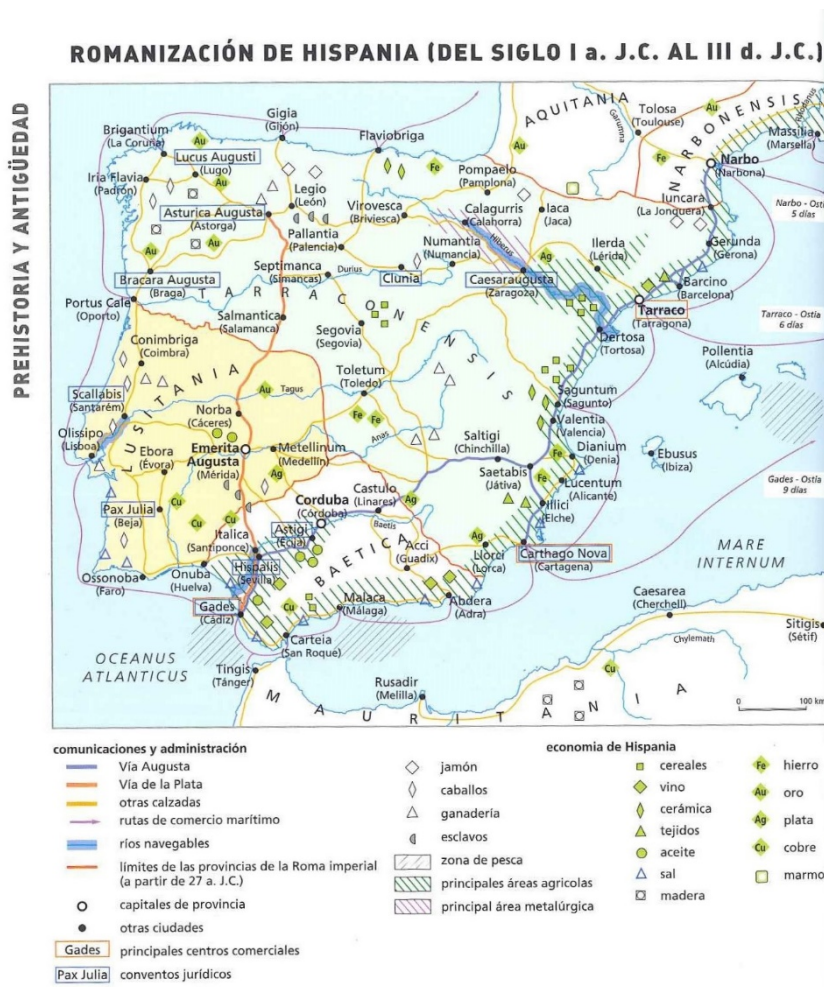 ROMANIZACIÓN DE HISPANIA (DEL SIGLO I a. J.C. AL III d. J.C.)
PREHISTORIA Y ANTIGÜEDAD
AQUITANIA
NARBONENSIS
Tolosa
(Toulouse)
Garumna
Massilia
(Marsella)
Narbo
(Narbona)
Gigia
(Gijón)
Brigantium
(La Coruña)
Flaviobriga
Lucus Augusti
(Lugo)
Iria Flavia
(Padrón)
Legio
(León)
Virovesca
(Briviesca)
Pompaelo
(Pamplona)
Calagurris
(Calahorra)
Iaca
(Jaca)
Iuncaria
(La Jonquera)
Narbo - Osti
5 días
Asturica Augusta
(Astorga)
Pallantia
(Palencia)
Numantia
(Numancia)
Hiberus
Ilerda
(Lérida)
Gerunda
(Gerona)
Bracara Augusta
(Braga)
Septimanca
(Simancas)
Durius
Clunia
Caesaraugusta
(Zaragoza)
Barcino
(Barcelona)
Portus Cale
(Oporto)
TARRACONENSIS
Tarraco
(Tarragona)
Tarraco - Ostia
6 días
Salmantica
(Salamanca)
Segovia
(Segovia)
Dertosa
(Tortosa)
Conimbriga
(Coimbra)
Pollentia
(Alcúdia)
LUSITANIA
Toletum
(Toledo)
Tagus
Scallabis
(Santarém)
Norba
(Cáceres)
Saguntum
(Sagunto)
Olissipo
(Lisboa)
Anas
Valentia
(Valencia)
Ebora
(Évora)
Emerita
Augusta
(Mérida)
Metellinum
(Medellín)
Saltigi
(Chinchilla)
Dianium
(Denia)
Ebusus
(Ibiza)
Saetabis
(Játiva)
Gades - Ostia
9 días
Pax Julia
(Beja)
Corduba
(Córdoba)
Castulo
(Linares)
Lucentum
(Alicante)
Astigi
(Écija)
Baetis
Illici
(Elche)
Italica
(Santiponce)
BAETICA
Acci
(Guadix)
Llorci
(Lorca)
Carthago Nova
(Cartagena)
MARE
INTERNUM
Ossonoba
(Faro)
Onuba
(Huelva)
Hispalis
(Sevilla)
Gades
(Cádiz)
Malaca
(Málaga)
Abdera
(Adra)
Caesarea
(Cherchell)
Carteia
(San Roque)
Sitigis
(Sétif)
Chylemath
OCEANUS
ATLANTICUS
Tingis
(Tánger)
Rusadir
(Melilla)
MAURITANIA
0 100 km
comunicaciones y administración
Vía Augusta
Vía de la Plata
otras calzadas
rutas de comercio marítimo
ríos navegables
límites de las provincias de la Roma imperial
(a partir de 27 a. J.C.)
capitales de provincia
otras ciudades
Gades principales centros comerciales
Pax Julia conventos jurídicos
economia de Hispania
jamón
caballos
ganadería
esclavos
zona de pesca
principales áreas agricolas
principal área metalúrgica
cereales
vino
cerámica
tejidos
aceite
sal
madera
Fe hierro
Au oro
Ag plata
Cu cobre
marmo